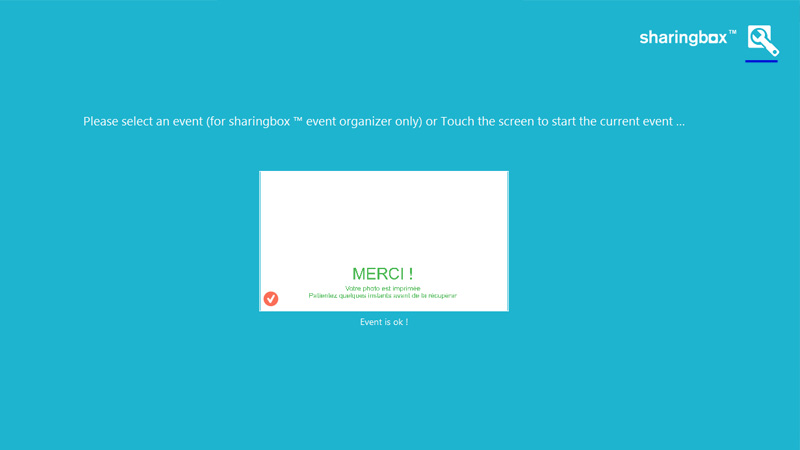 sharingbox™
Please select an event (for sharingbox ™ event organizer only) or Touch the screen to start the current event ...
MERCI !
Votre photo est imprimée
Patientez quelques instants avant de la récupérer
Event is ok !